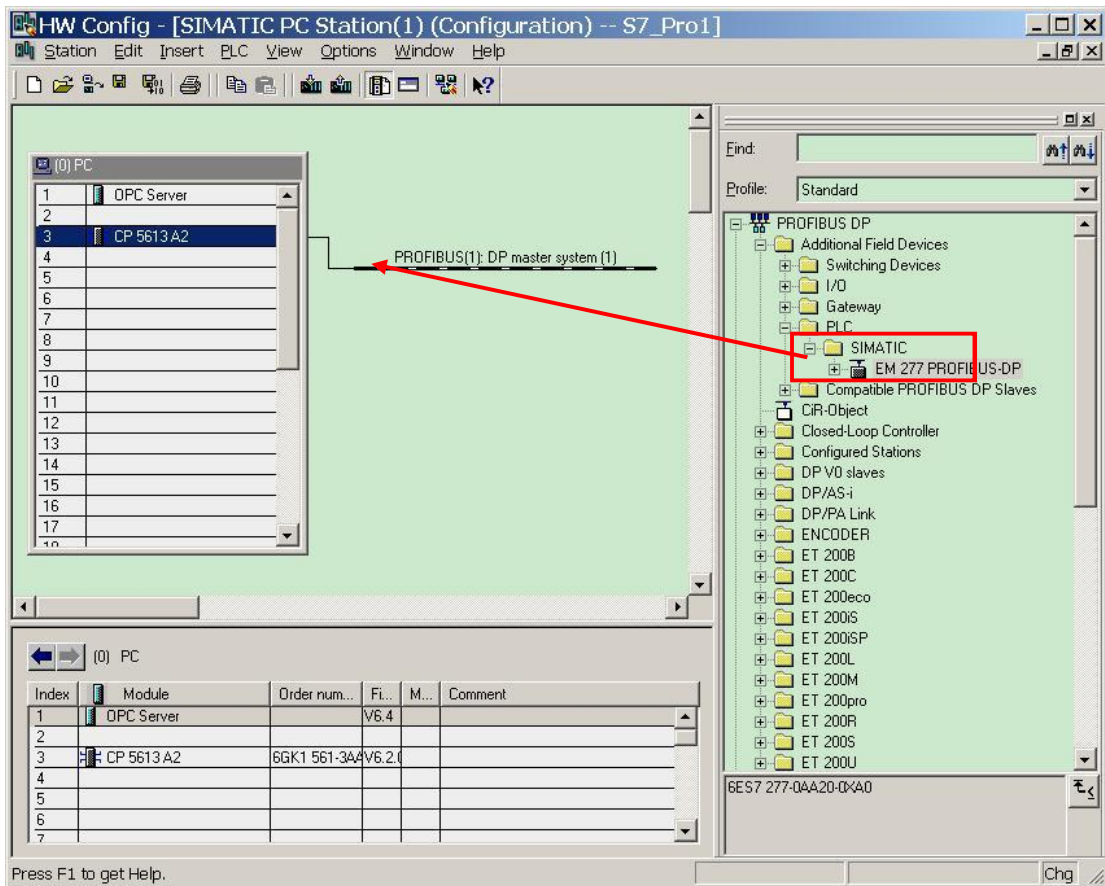 HW Config - [SIMATIC PC Station(1) (Configuration) -- S7_Pro1]
Station Edit Insert PLC View Options Window Help
(0) PC
1 OPC Server
2
3 CP 5613 A2
4
5
6
7
8
9
10
11
12
13
14
15
16
17
PROFIBUS(1): DP master system (1)
Find:
Profile: Standard
PROFIBUS DP
Additional Field Devices
Switching Devices
I/O
Gateway
PLC
SIMATIC
EM 277 PROFIBUS-DP
Compatible PROFIBUS DP Slaves
CiR-Object
Closed-Loop Controller
Configured Stations
DP V0 slaves
DP/AS-i
DP/PA Link
ENCODER
ET 200B
ET 200C
ET 200eco
ET 200iS
ET 200iSP
ET 200L
ET 200M
ET 200pro
ET 200R
ET 200S
ET 200U
6ES7 277-0AA20-0XA0
(0) PC
Index Module Order num... Fi... M... Comment
1 OPC Server V6.4
2
3 CP 5613 A2 6GK1 561-3AA V6.2.
4
5
6
7
Press F1 to get Help.
Chg